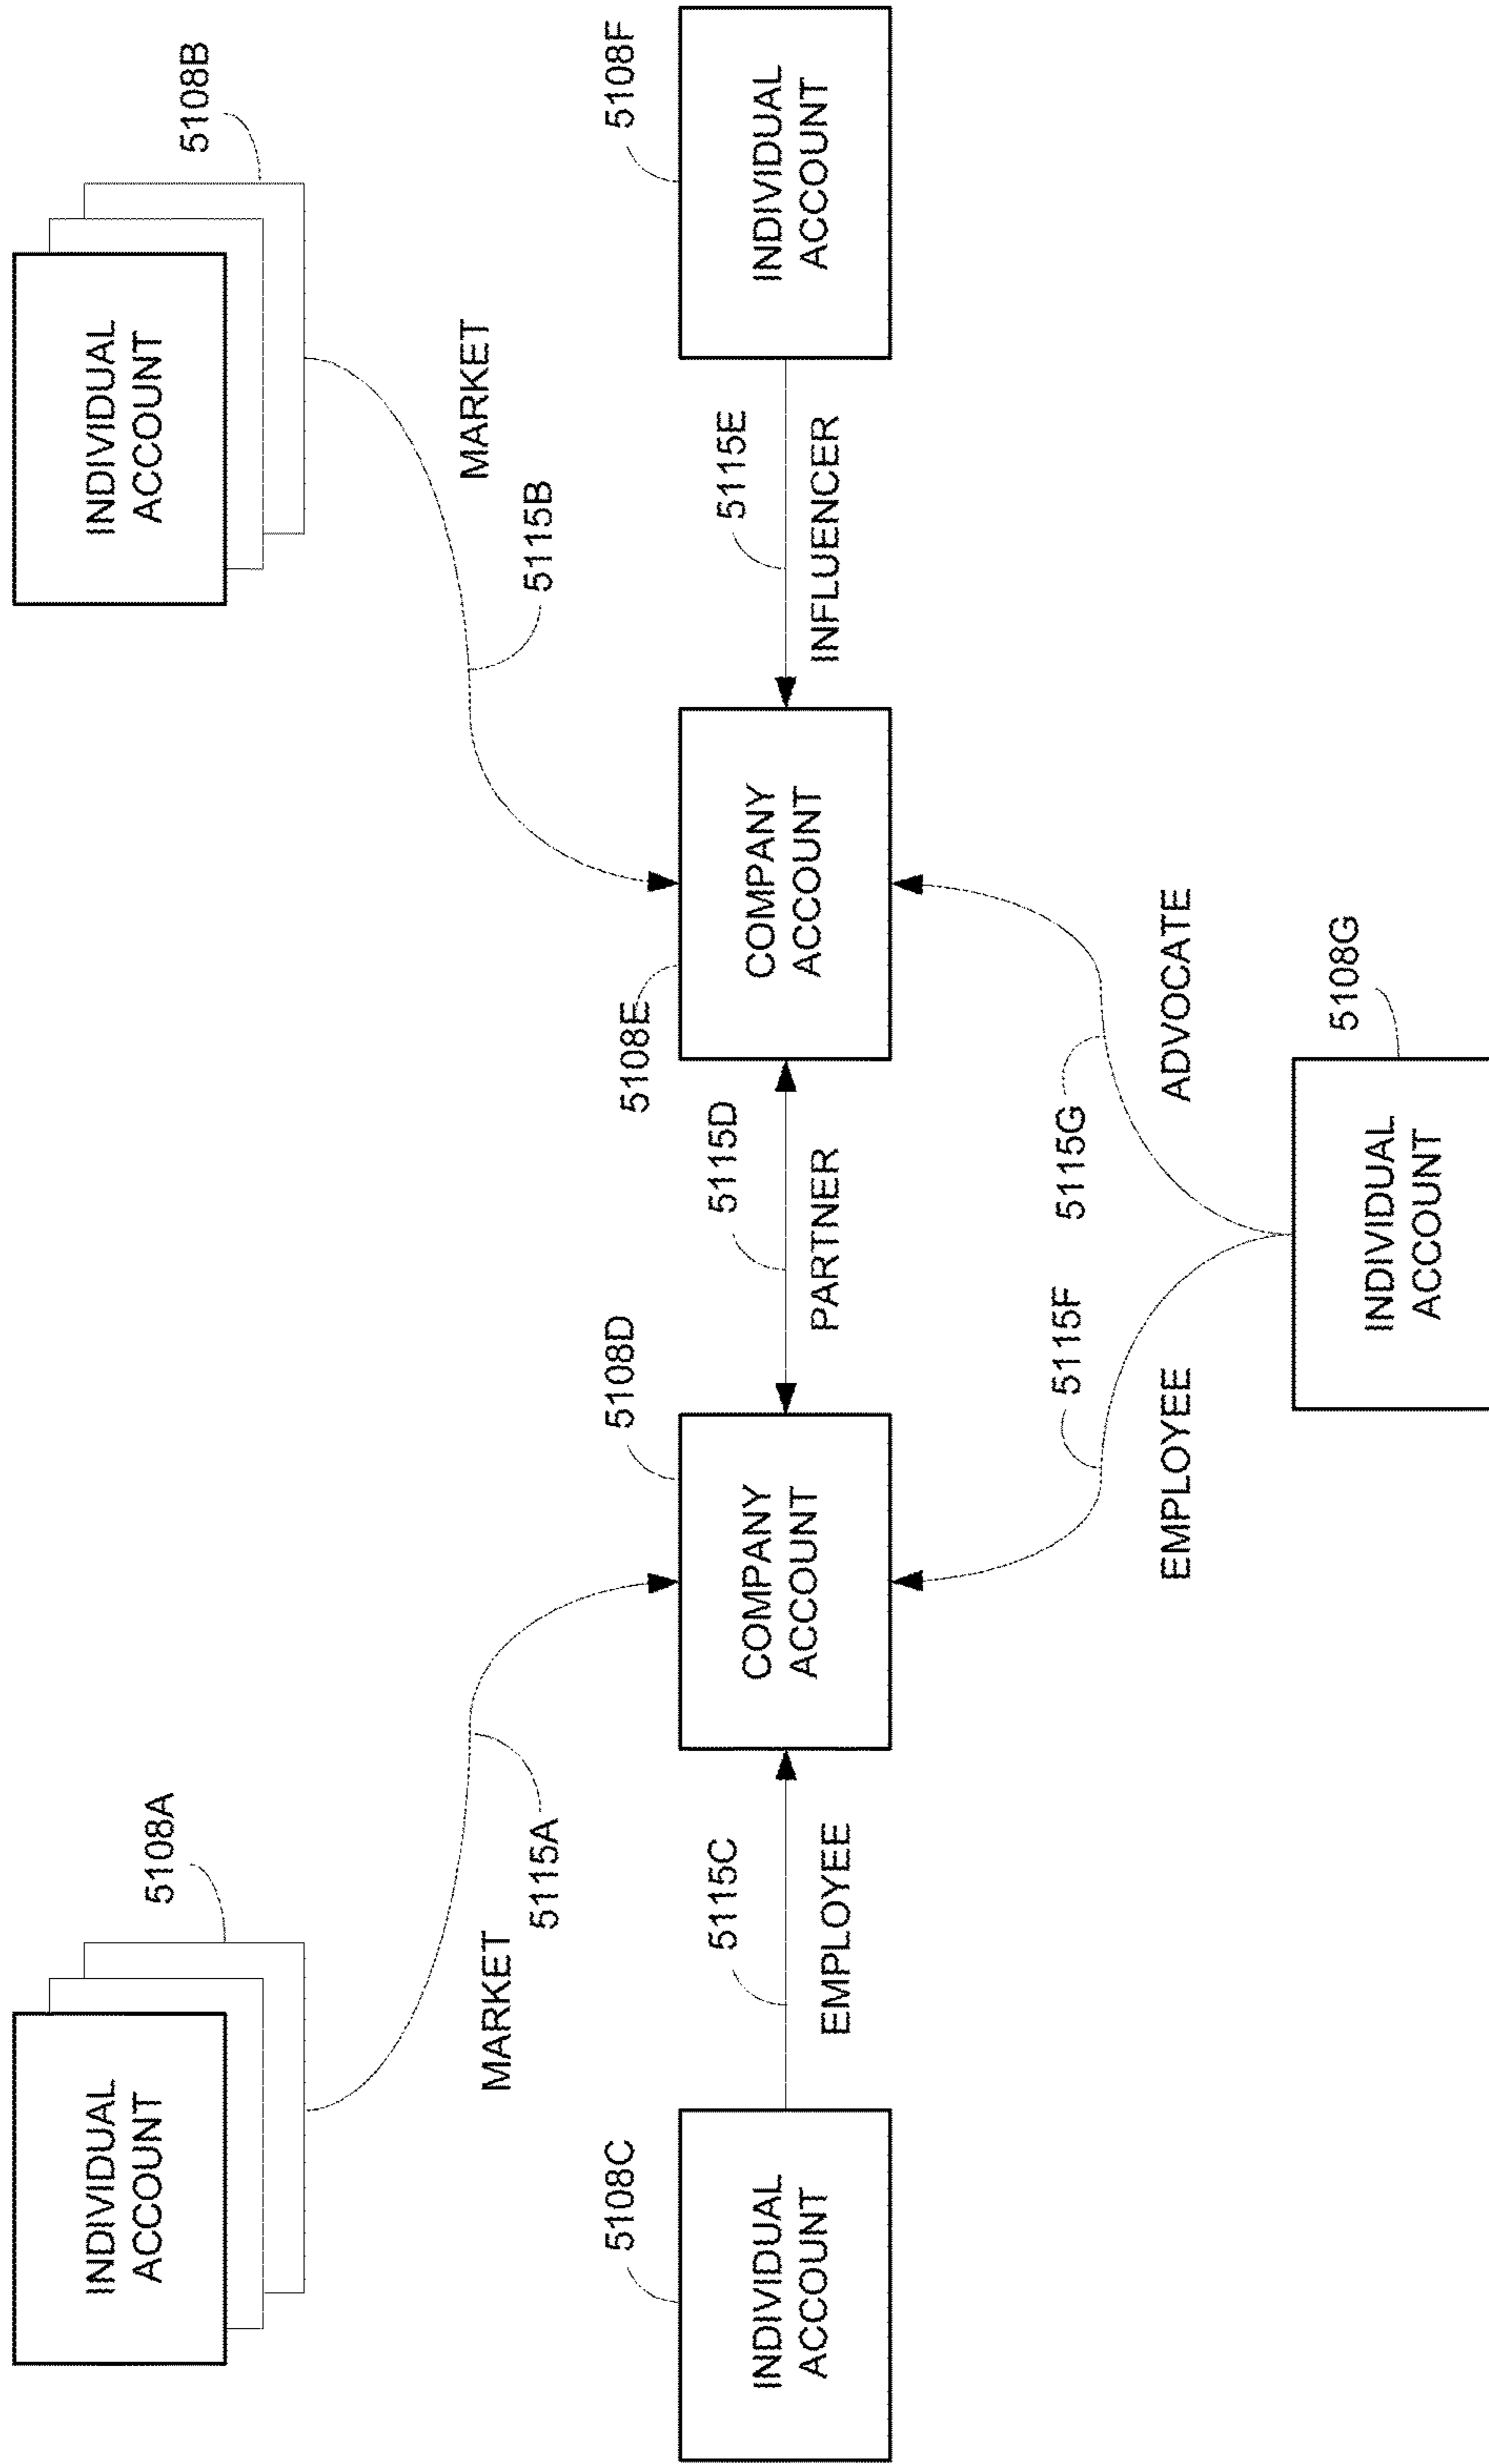 INDIVIDUAL
ACCOUNT
5108A
INDIVIDUAL
ACCOUNT
5108B
MARKET
5115A
MARKET
5115B
5108C
INDIVIDUAL
ACCOUNT
5115C
EMPLOYEE
5108D
COMPANY
ACCOUNT
5115D
PARTNER
5108E
COMPANY
ACCOUNT
5115E
INFLUENCER
5108F
INDIVIDUAL
ACCOUNT
5115F
EMPLOYEE
5115G
ADVOCATE
5108G
INDIVIDUAL
ACCOUNT